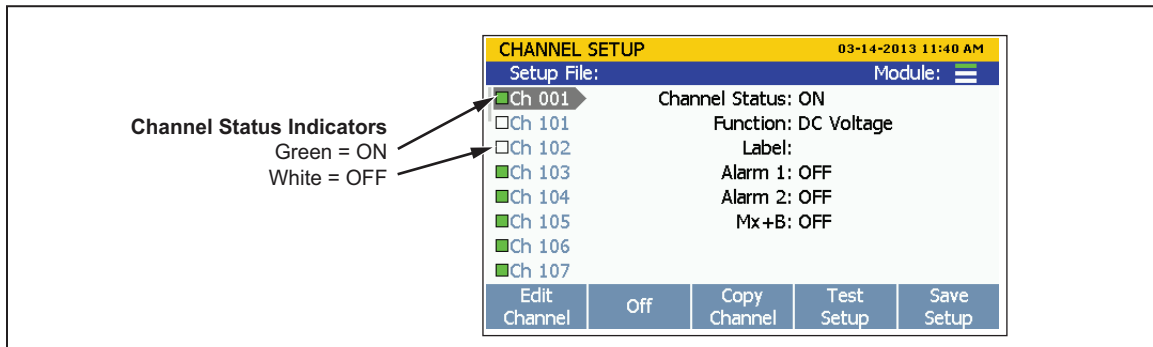 CHANNEL SETUP 03-14-2013 11:40 AM
Setup File: Module:
Channel Status Indicators
Green = ON
White = OFF
Ch 001
Ch 101
Ch 102
Ch 103
Ch 104
Ch 105
Ch 106
Ch 107
Channel Status: ON
Function: DC Voltage
Label:
Alarm 1: OFF
Alarm 2: OFF
Mx+B: OFF
Edit Channel
Off
Copy Channel
Test Setup
Save Setup